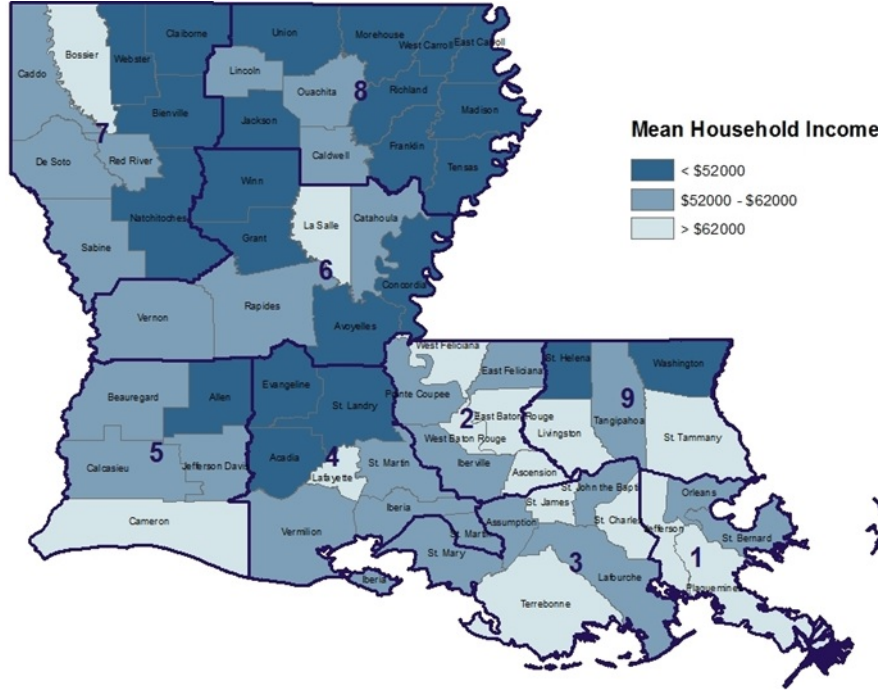 Mean Household Income
< $52000
$52000 - $62000
> $62000
Claiborne
Union
Morehouse
West Carroll
East Carroll
Bossier
Webster
Caddo
Lincoln
Ouachita
8
Richland
Bienville
Madison
Jackson
7
De Soto
Red River
Franklin
Caldwell
Tensas
Winn
Natchitoches
La Salle
Catahoula
Sabine
Grant
6
Concordia
Vernon
Rapides
Avoyelles
West Feliciana
St. Helena
Washington
East Feliciana
Evangeline
Beauregard
Allen
Pointe Coupee
9
St. Landry
2
East Baton Rouge
Tangipahoa
Livingston
St. Tammany
West Baton Rouge
5
Acadia
4
Calcasieu
Jefferson Davis
St. Martin
Iberville
Lafayette
Ascension
St. John the Bapti
Orleans
St. James
Cameron
Iberia
Assumption
St. Charles
Jefferson
Vermilion
St. Martin
St. Bernard
St. Mary
3
1
Iberia
Lafourche
Plaquemines
Terrebonne